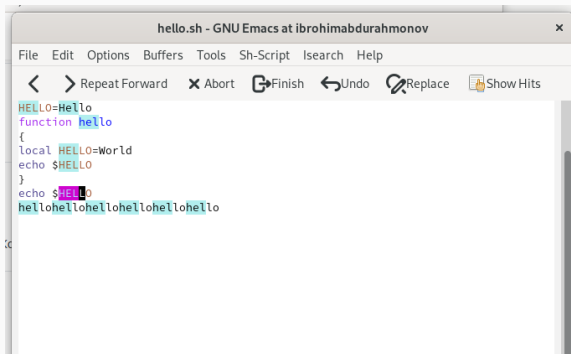 hello.sh - GNU Emacs at ibrohimabdurahmonov ×
File Edit Options Buffers Tools Sh-Script Isearch Help
Repeat Forward Abort Finish Undo Replace Show Hits
HELLO=Hello
function hello
{
local HELLO=World
echo $HELLO
}
echo $HELLO
hellohellohellohellohellohello